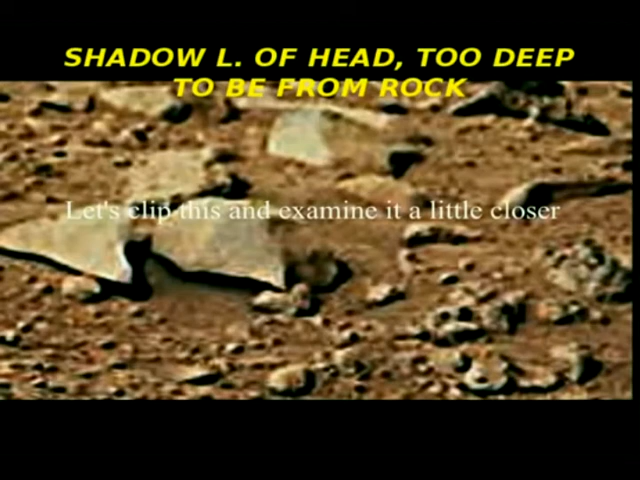 SHADOW L. OF HEAD, TOO DEEP
TO BE FROM ROCK
Let's clip this and examine it a little closer